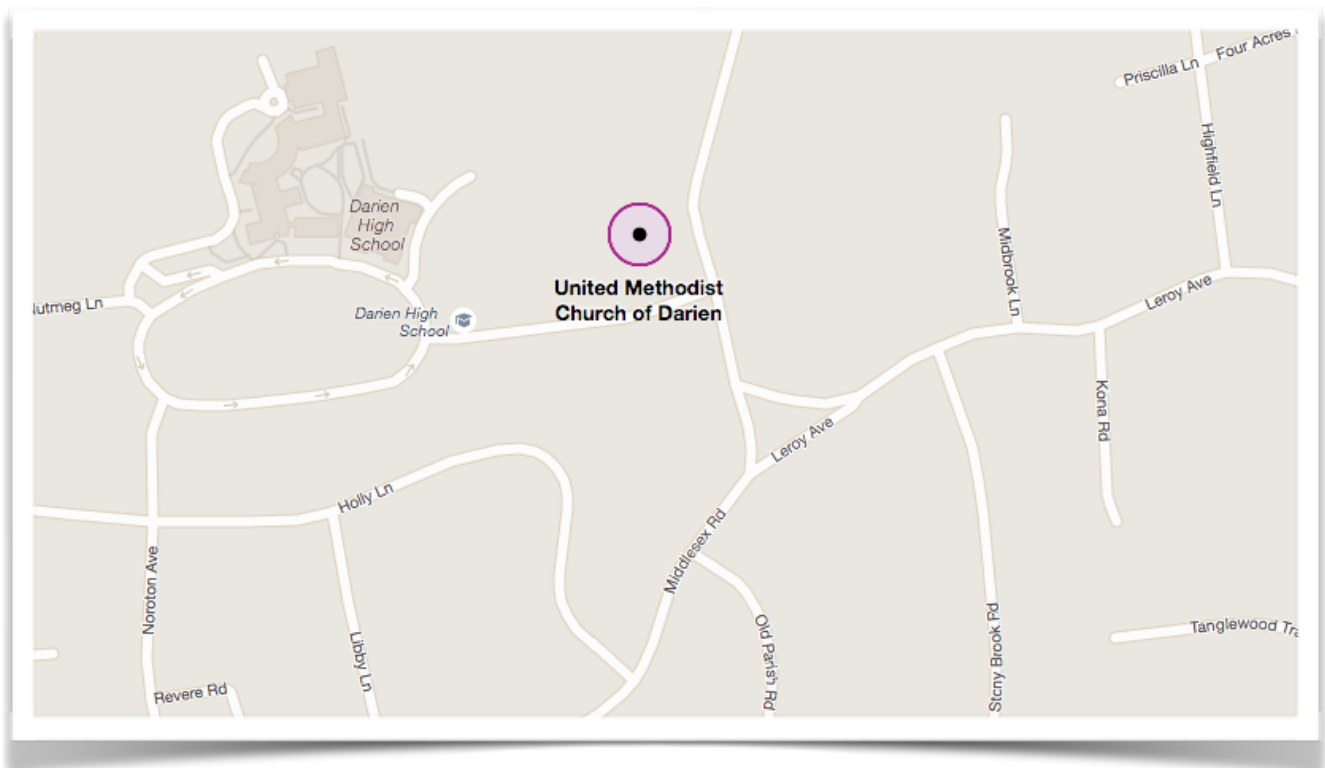 Four Acres
Priscilla Ln
Highfield Ln
Darien
High
School
Midbrook Ln
United Methodist
Church of Darien
Nutmeg Ln
Darien High
School
Leroy Ave
Kona Rd
Leroy Ave
Holly Ln
Middlesex Rd
Noroton Ave
Libby Ln
Old Parish Rd
Stony Brook Rd
Tanglewood Tra
Revere Rd